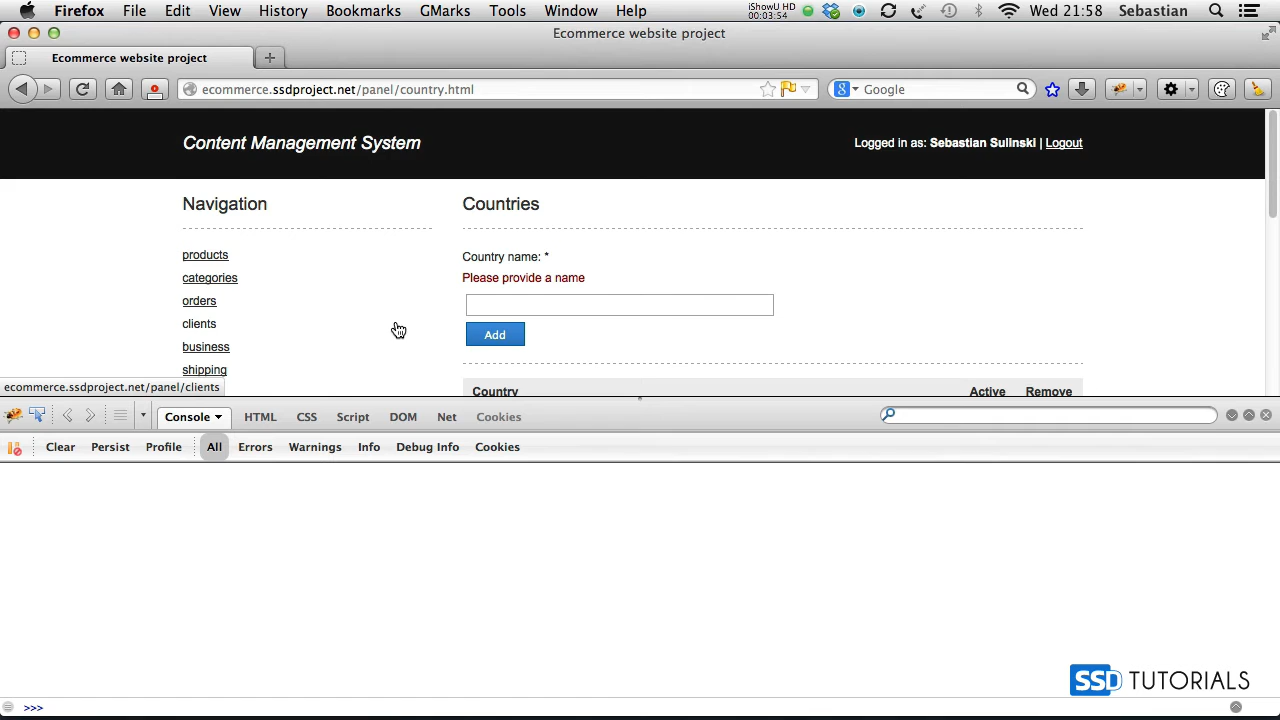 Firefox File Edit View History Bookmarks GMarks Tools Window Help iShowU HD 00:03:54 Wed 21:58 Sebastian
Ecommerce website project
Ecommerce website project
ecommerce.ssdproject.net/panel/country.html Google
Content Management System Logged in as: Sebastian Sulinski | Logout
Navigation Countries
products Country name: *
categories Please provide a name
orders
clients
Add
business
shipping
ecommerce.ssdproject.net/panel/clients
Country Active Remove
Console HTML CSS Script DOM Net Cookies
Clear Persist Profile All Errors Warnings Info Debug Info Cookies
SSD TUTORIALS
>>>